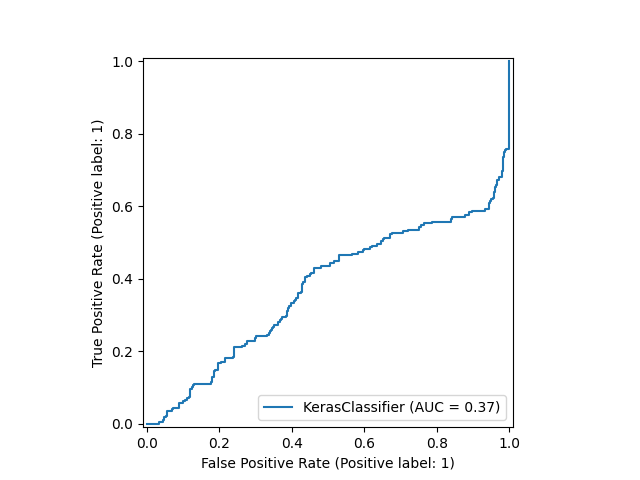 1.0
0.8
0.6
0.4
0.2
0.0
True Positive Rate (Positive label: 1)
KerasClassifier (AUC = 0.37)
0.0 0.2 0.4 0.6 0.8 1.0
False Positive Rate (Positive label: 1)